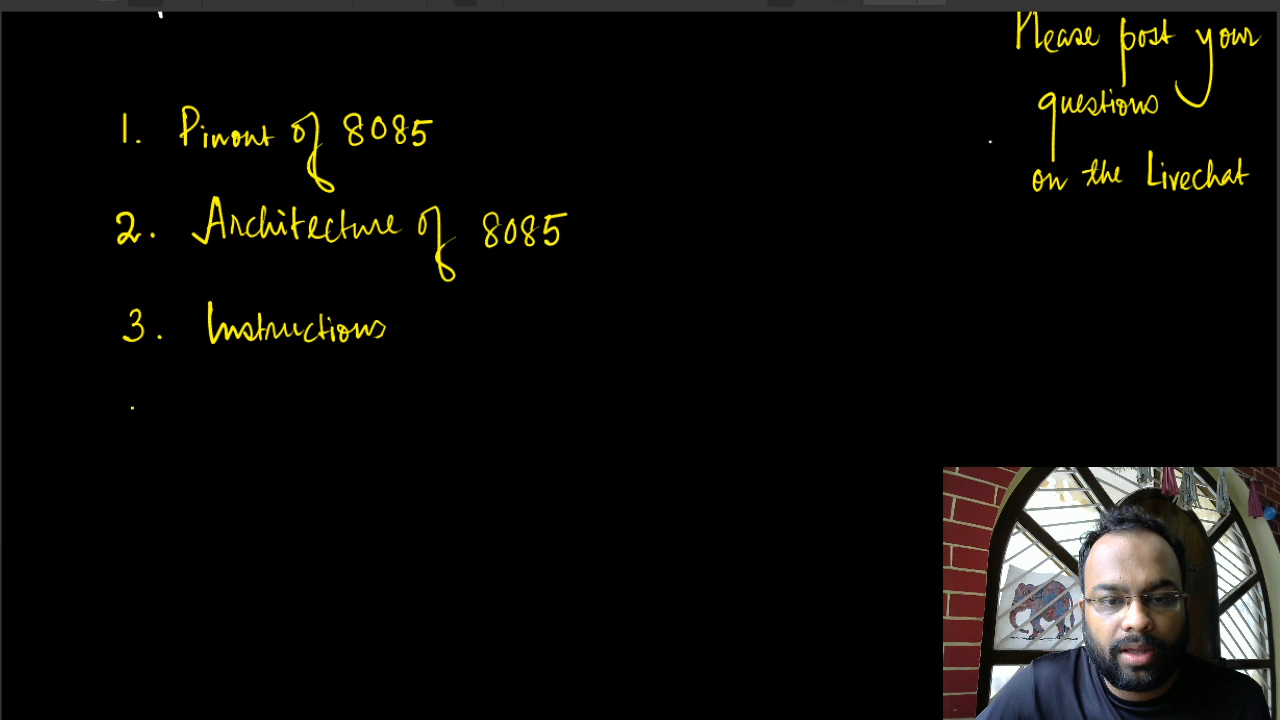 1. Pinout of 8085
2. Architecture of 8085
3. Instructions
Please post your
questions
on the Livechat